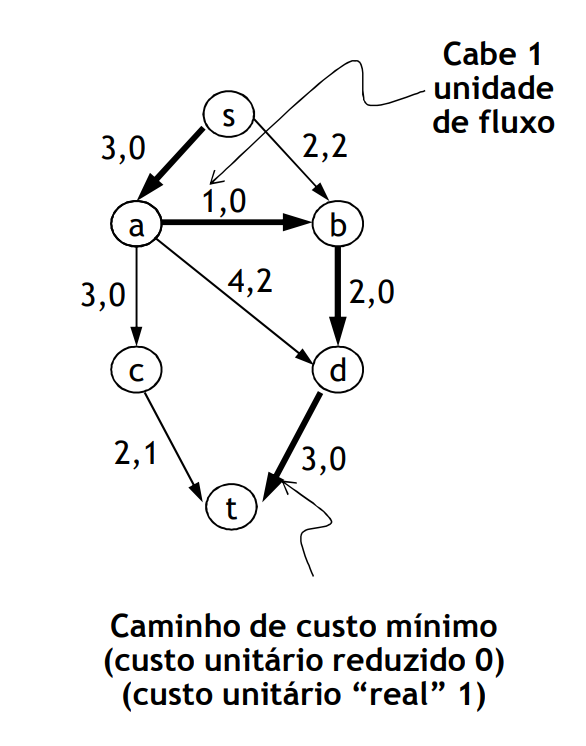 Cabe 1
unidade
de fluxo
s
3,0
2,2
1,0
a
b
4,2
3,0
2,0
c
d
2,1
3,0
t
Caminho de custo mínimo
(custo unitário reduzido 0)
(custo unitário “real” 1)